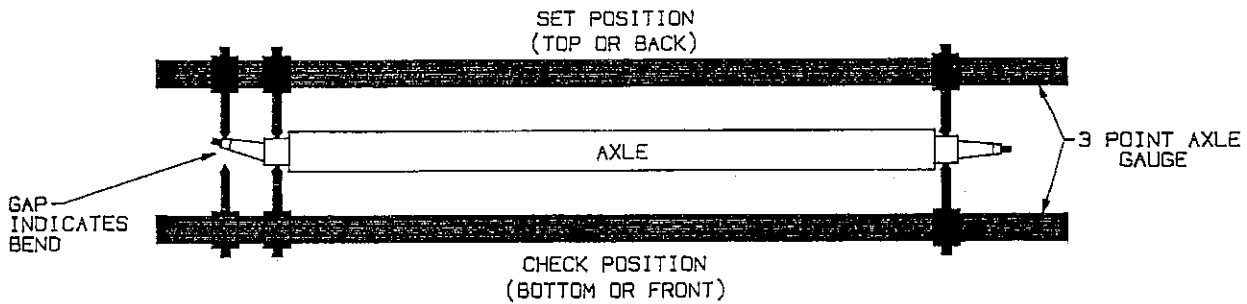 SET POSITION
(TOP OR BACK)
AXLE
3 POINT AXLE
GAUGE
GAP
INDICATES
BEND
CHECK POSITION
(BOTTOM OR FRONT)